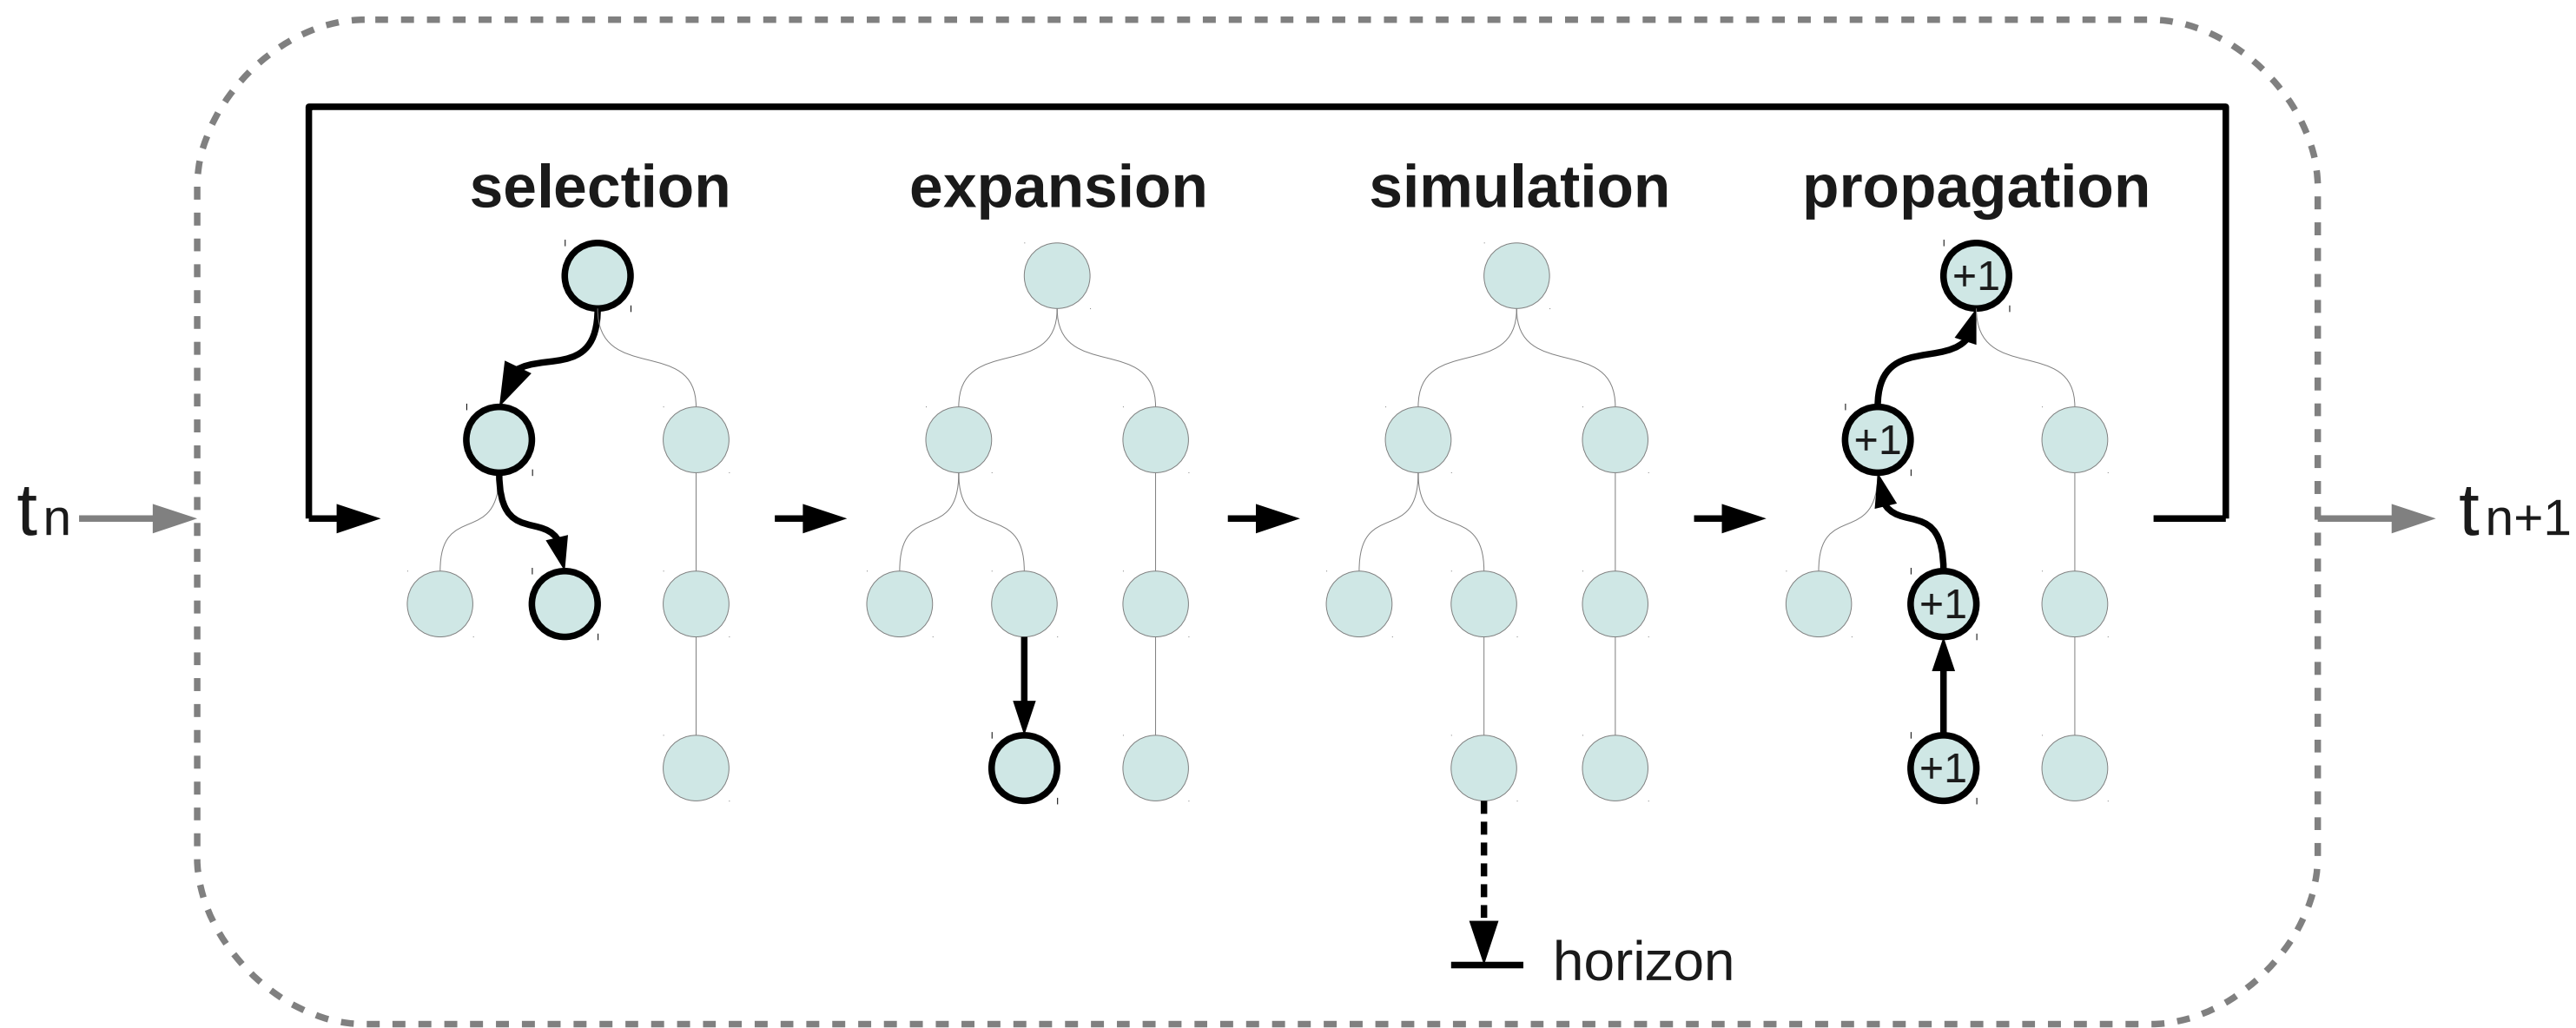 selection expansion simulation propagation
+1
+1
tn tn+1
+1
+1
horizon